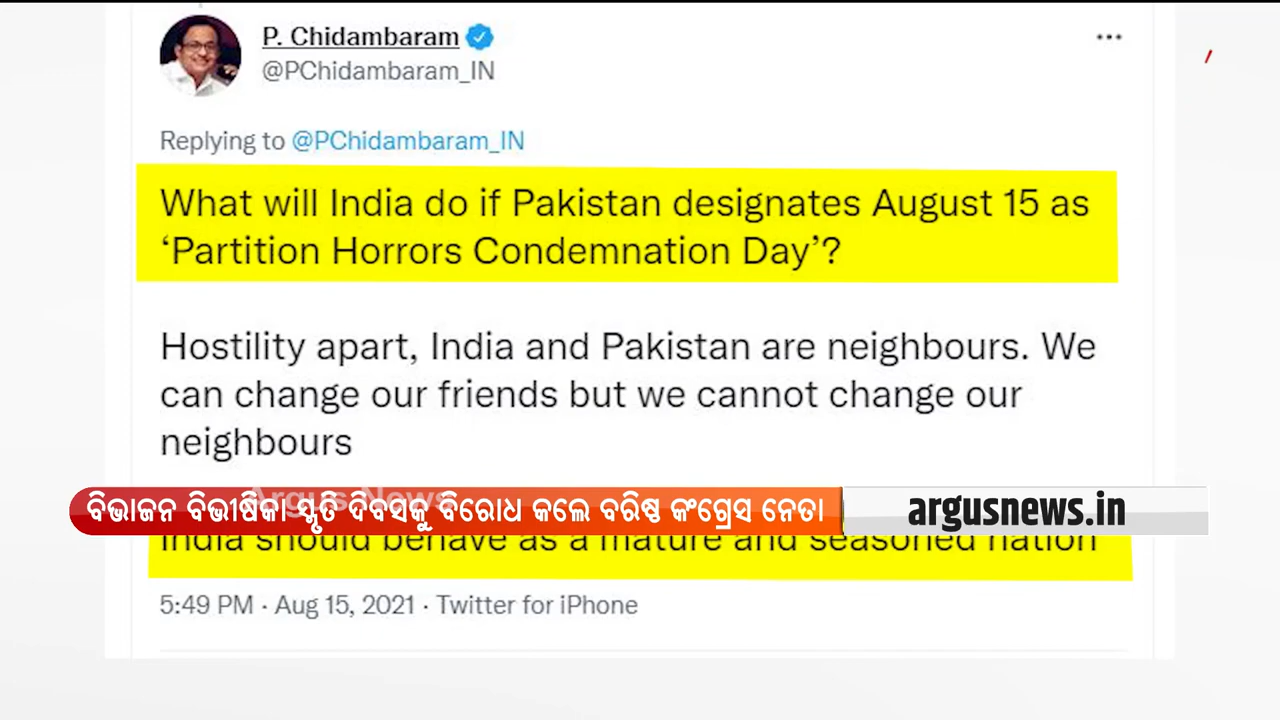 P. Chidambaram
@PChidambaram_IN
Replying to @PChidambaram_IN
What will India do if Pakistan designates August 15 as
‘Partition Horrors Condemnation Day’?
Hostility apart, India and Pakistan are neighbours. We
can change our friends but we cannot change our
neighbours
Argus News
ବିଭାଜନ ବିଭୀଷିକା ସ୍ମୃତି ଦିବସକୁ ବିରୋଧ କଲେ ବରିଷ୍ଠ କଂଗ୍ରେସ ନେତା
argusnews.in
India should behave as a mature and seasoned nation
5:49 PM · Aug 15, 2021 · Twitter for iPhone